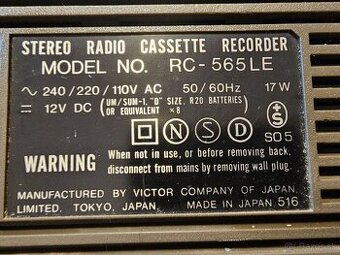 STEREO RADIO CASSETTE RECORDER
MODEL NO. RC-565LE
~ 240/220/110V AC 50/60Hz 17W
12V DC (UM/SUM-1, "D" SIZE, R20 BATTERIES OR EQUIVALENT ×8)
N D S S
SO5
WARNING When not in use, or before removing back, disconnect from mains by removing wall plug.
MANUFACTURED BY VICTOR COMPANY OF JAPAN,
LIMITED. TOKYO, JAPAN. MADE IN JAPAN 516